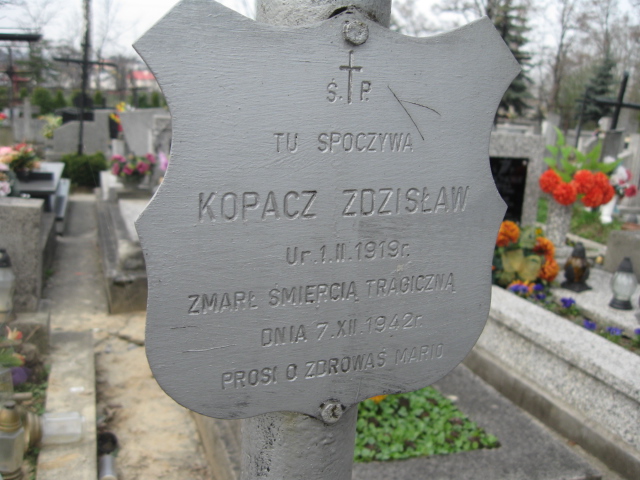 Ś. P.
TU SPOCZYWA
KOPACZ ZDZISŁAW
Ur. 1. II. 1919r.
ZMARŁ ŚMIERCIĄ TRAGICZNĄ
DNIA 7. XII. 1942r.
PROSI O ZDROWAŚ MARIO